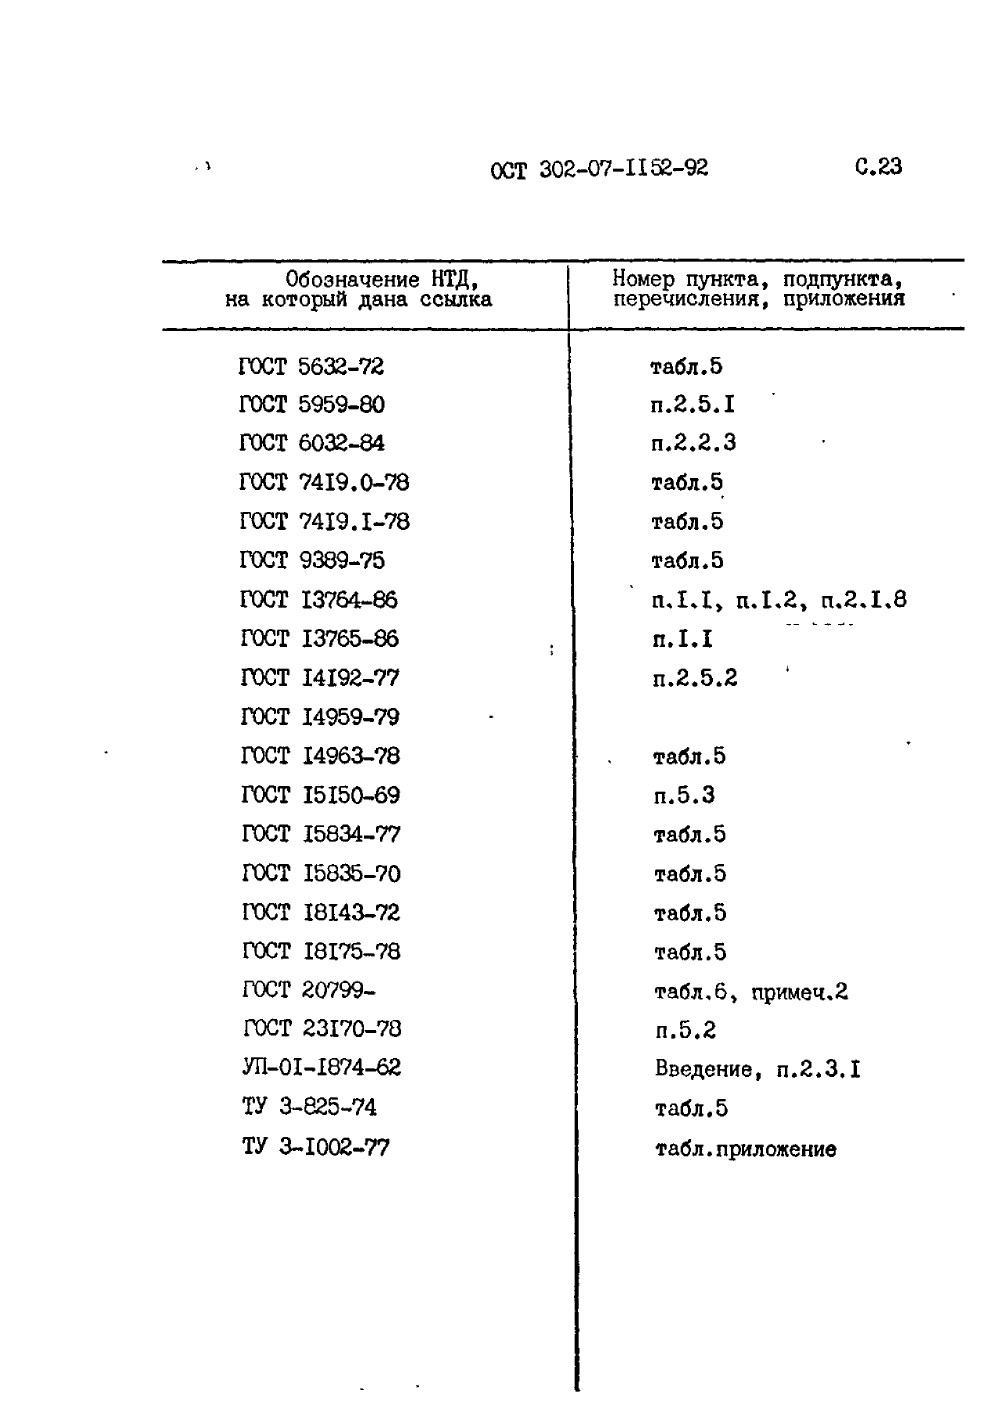 ОСТ 302-07-II52-92 С.23
Обозначение НТД, Номер пункта, подпункта,
на который дана ссылка перечисления, приложения
ГОСТ 5632-72 табл.5
ГОСТ 5959-80 п.2.5.I
ГОСТ 6032-84 п.2.2.3
ГОСТ 74I9.0-78 табл.5
ГОСТ 74I9.I-78 табл.5
ГОСТ 9389-75 табл.5
ГОСТ I3764-86 п.I.I, п.I.2, п.2.I.8
ГОСТ I3765-86 п.I.I
ГОСТ I4I92-77 п.2.5.2
ГОСТ I4959-79
ГОСТ I4963-78 табл.5
ГОСТ I5I50-69 п.5.3
ГОСТ I5834-77 табл.5
ГОСТ I5835-70 табл.5
ГОСТ I8I43-72 табл.5
ГОСТ I8I75-78 табл.5
ГОСТ 20799- табл.6, примеч.2
ГОСТ 23I70-78 п.5.2
УП-0I-I874-62 Введение, п.2.3.I
ТУ 3-825-74 табл.5
ТУ 3-I002-77 табл.приложение